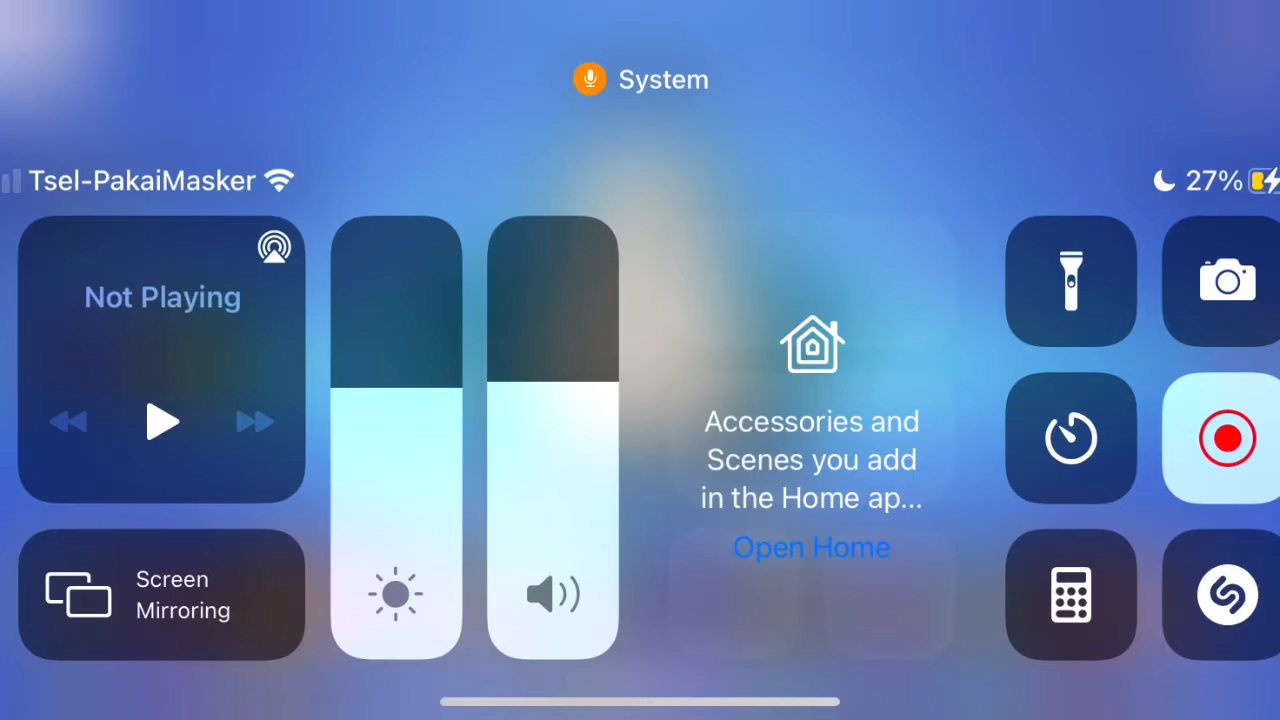 System
Tsel-PakaiMasker
27%
Not Playing
Accessories and
Scenes you add
in the Home ap...
Open Home
Screen
Mirroring